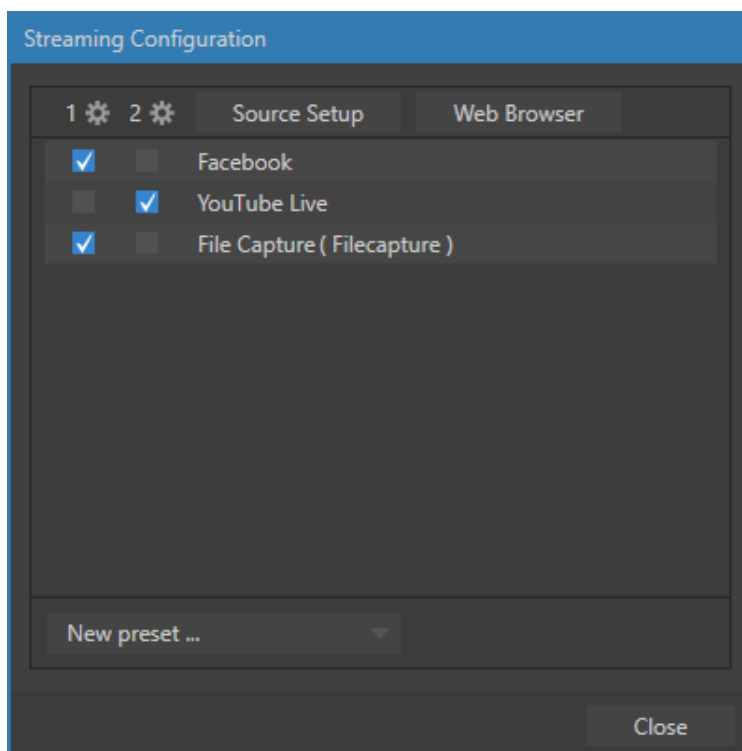 Streaming Configuration
1 2 Source Setup Web Browser
Facebook
YouTube Live
File Capture ( Filecapture )
New preset ...
Close